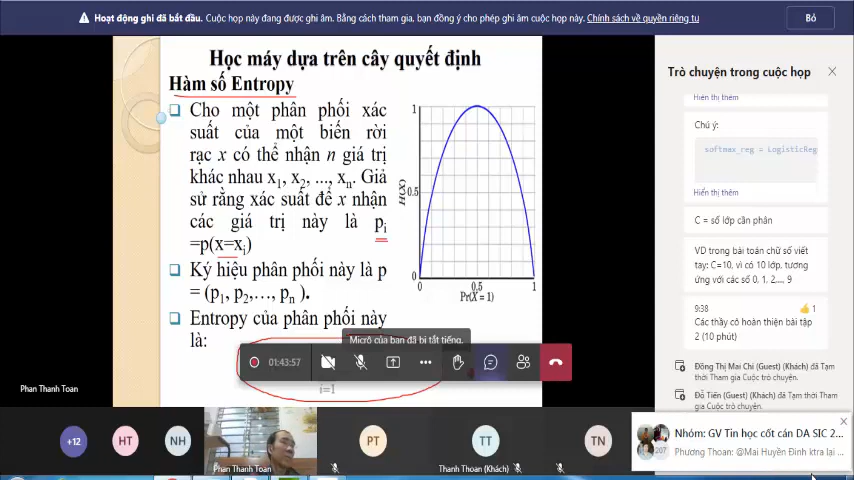 Hoạt động ghi đã bắt đầu. Cuộc họp này đang được ghi âm. Bằng cách tham gia, bạn đồng ý cho phép ghi âm cuộc họp này. Chính sách về quyền riêng tư
Bỏ
Học máy dựa trên cây quyết định
Hàm số Entropy
Cho một phân phối xác
suất của một biến rời
rạc x có thể nhận n giá trị
khác nhau x1, x2, ..., xn. Giả
sử rằng xác suất để x nhận
các giá trị này là pi
=p(x=xi)
Ký hiệu phân phối này là p
= (p1, p2,…, pn ).
Entropy của phân phối này
là:
i=1
1
0.5
0
H(X)
0.5
1
Pr(X = 1)
Micrô của bạn đã bị tắt tiếng.
01:43:57
Phan Thanh Toan
+12
HT
NH
Phan Thanh Toan
PT
TT
Thanh Thoan (Khách)
TN
Trò chuyện trong cuộc họp
Hiển thị thêm
Chú ý:
softmax_reg = LogisticReg
Hiển thị thêm
C = số lớp cần phân
VD trong bài toán chữ số viết
tay: C=10, vì có 10 lớp, tương
ứng với các số 0, 1, 2,..., 9
9:38
1
Các thầy cô hoàn thiện bài tập
2 (10 phút)
Đồng Thị Mai Chi (Guest) (Khách) đã Tạm
thời Tham gia Cuộc trò chuyện.
Đỗ Tiến (Guest) (Khách) đã Tạm thời Tham
gia Cuộc trò chuyện.
Nhóm: GV Tin học cốt cán DA SIC 2...
207
Phương Thoan: @Mai Huyền Đinh ktra lại ...